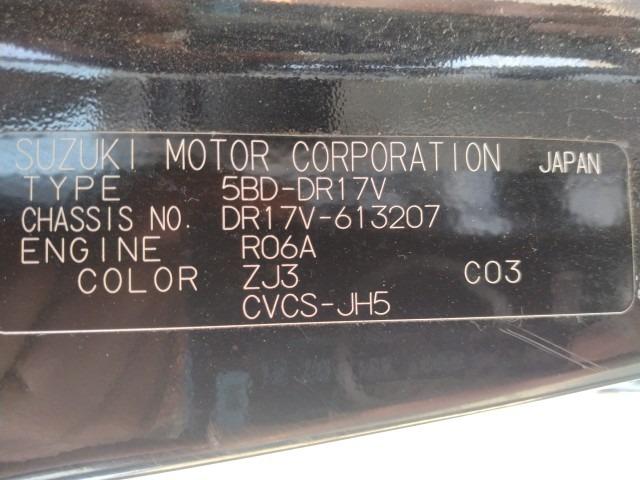 SUZUKI MOTOR CORPORATION JAPAN
TYPE 5BD-DR17V
CHASSIS NO. DR17V-613207
ENGINE R06A
COLOR ZJ3 C03
CVCS-JH5